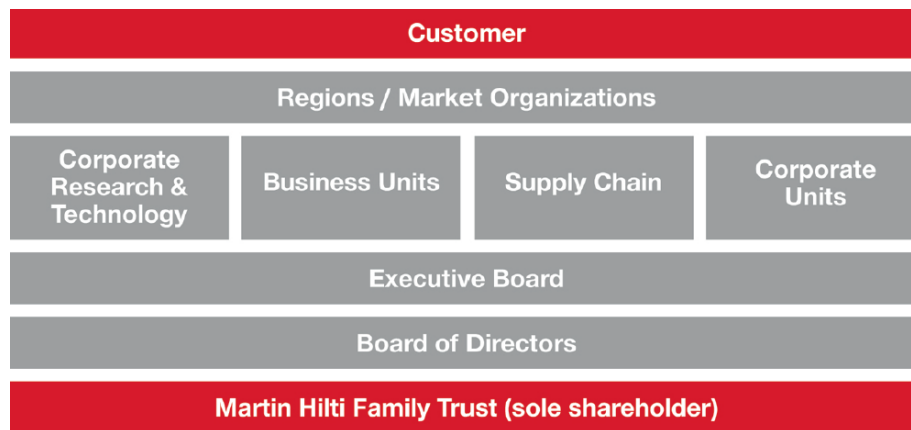 Customer
Regions / Market Organizations
Corporate
Research &
Technology
Business Units
Supply Chain
Corporate
Units
Executive Board
Board of Directors
Martin Hilti Family Trust (sole shareholder)